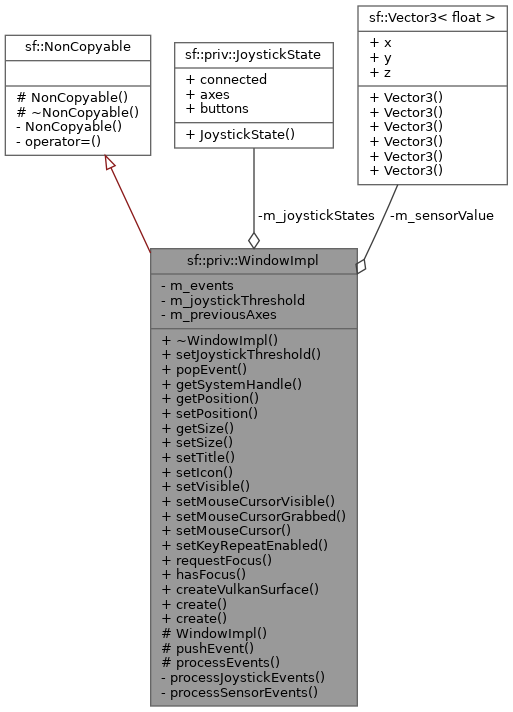 sf::NonCopyable
# NonCopyable()
# ~NonCopyable()
- NonCopyable()
- operator=()
sf::priv::JoystickState
+ connected
+ axes
+ buttons
+ JoystickState()
sf::Vector3< float >
+ x
+ y
+ z
+ Vector3()
+ Vector3()
+ Vector3()
+ Vector3()
+ Vector3()
+ Vector3()
-m_joystickStates
-m_sensorValue
sf::priv::WindowImpl
- m_events
- m_joystickThreshold
- m_previousAxes
+ ~WindowImpl()
+ setJoystickThreshold()
+ popEvent()
+ getSystemHandle()
+ getPosition()
+ setPosition()
+ getSize()
+ setSize()
+ setTitle()
+ setIcon()
+ setVisible()
+ setMouseCursorVisible()
+ setMouseCursorGrabbed()
+ setMouseCursor()
+ setKeyRepeatEnabled()
+ requestFocus()
+ hasFocus()
+ createVulkanSurface()
+ create()
+ create()
# WindowImpl()
# pushEvent()
# processEvents()
- processJoystickEvents()
- processSensorEvents()